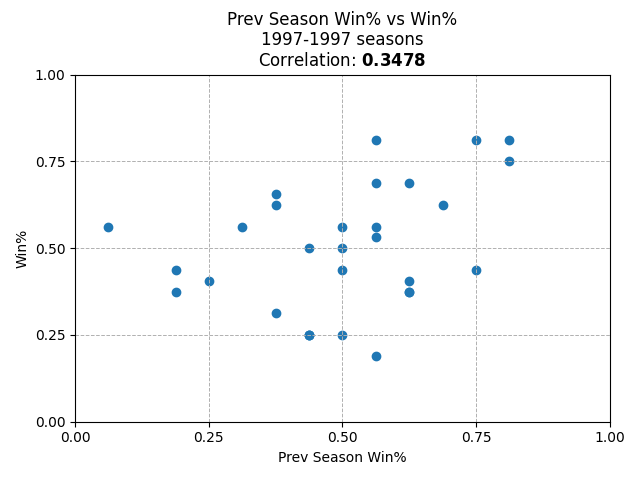 Prev Season Win% vs Win%
1997-1997 seasons
Correlation: 0.3478
1.00
0.75
0.50
0.25
0.00
Win%
0.00 0.25 0.50 0.75 1.00
Prev Season Win%